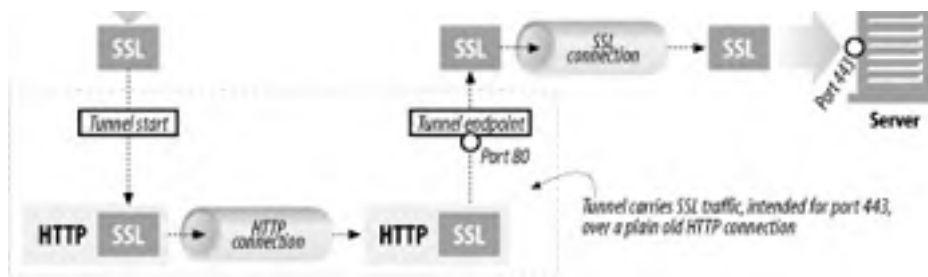 SSL
SSL
SSL
connection
SSL
Port 443
Server
Tunnel start
Tunnel endpoint
Port 80
HTTP
SSL
HTTP
connection
HTTP
SSL
Tunnel carries SSL traffic, intended for port 443,
over a plain old HTTP connection